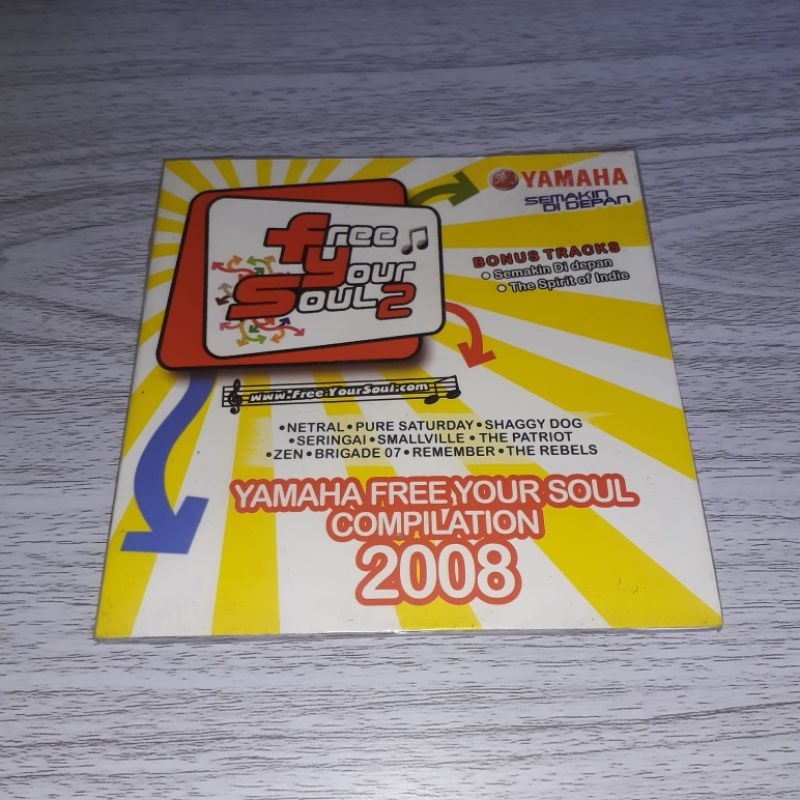 YAMAHA
SEMAKIN
DI DEPAN
Free
Your
Soul 2
BONUS TRACKS
• Semakin Di depan
• The Spirit of Indie
www.Free-YourSoul.com
•NETRAL•PURE SATURDAY•SHAGGY DOG
•SERINGAI•SMALLVILLE•THE PATRIOT
•ZEN•BRIGADE 07•REMEMBER•THE REBELS
YAMAHA FREE YOUR SOUL
COMPILATION
2008